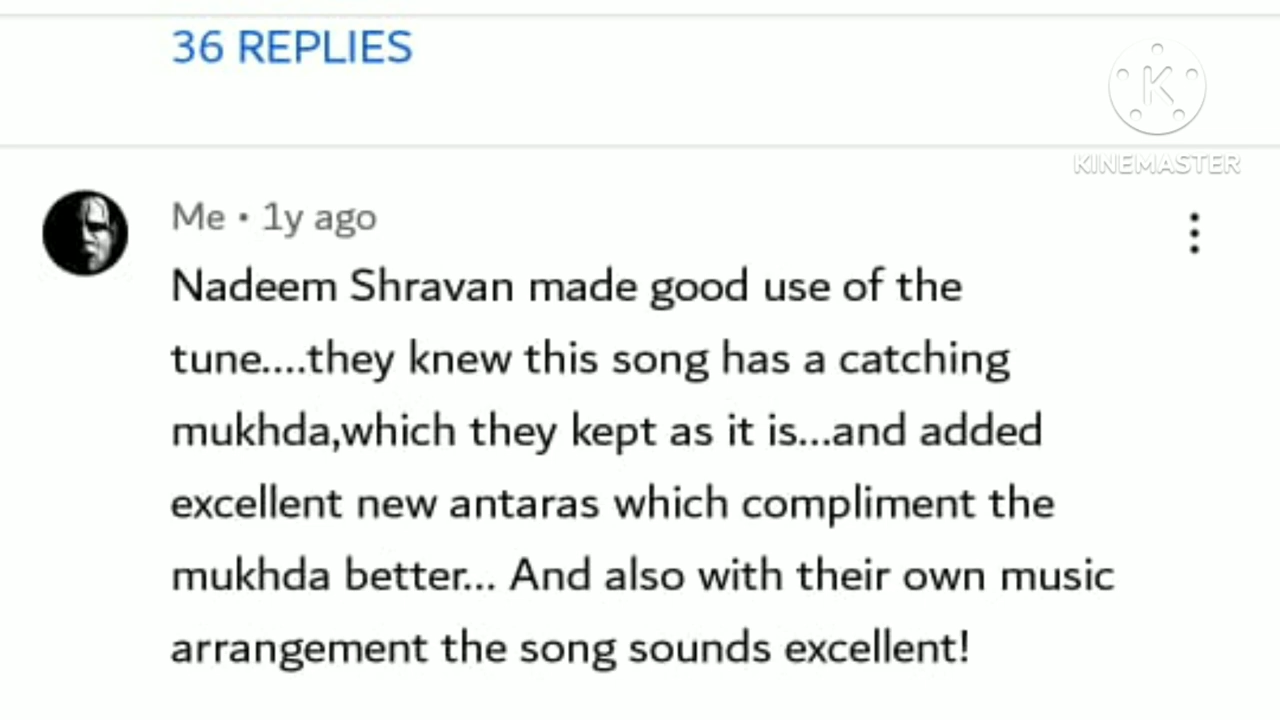 36 REPLIES
K
KINEMASTER
Me • 1y ago
Nadeem Shravan made good use of the
tune....they knew this song has a catching
mukhda,which they kept as it is...and added
excellent new antaras which compliment the
mukhda better... And also with their own music
arrangement the song sounds excellent!